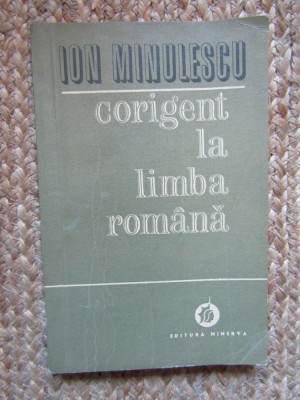 ION MINULESCU
corigent
la
limba
română
EDITURA MINERVA